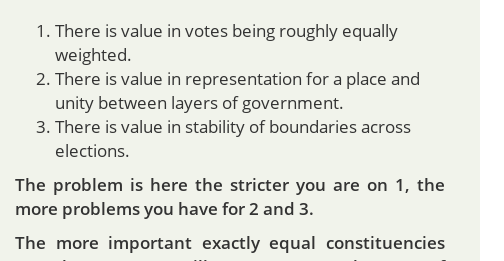 1. There is value in votes being roughly equally
weighted.
2. There is value in representation for a place and
unity between layers of government.
3. There is value in stability of boundaries across
elections.
The problem is here the stricter you are on 1, the
more problems you have for 2 and 3.
The more important exactly equal constituencies